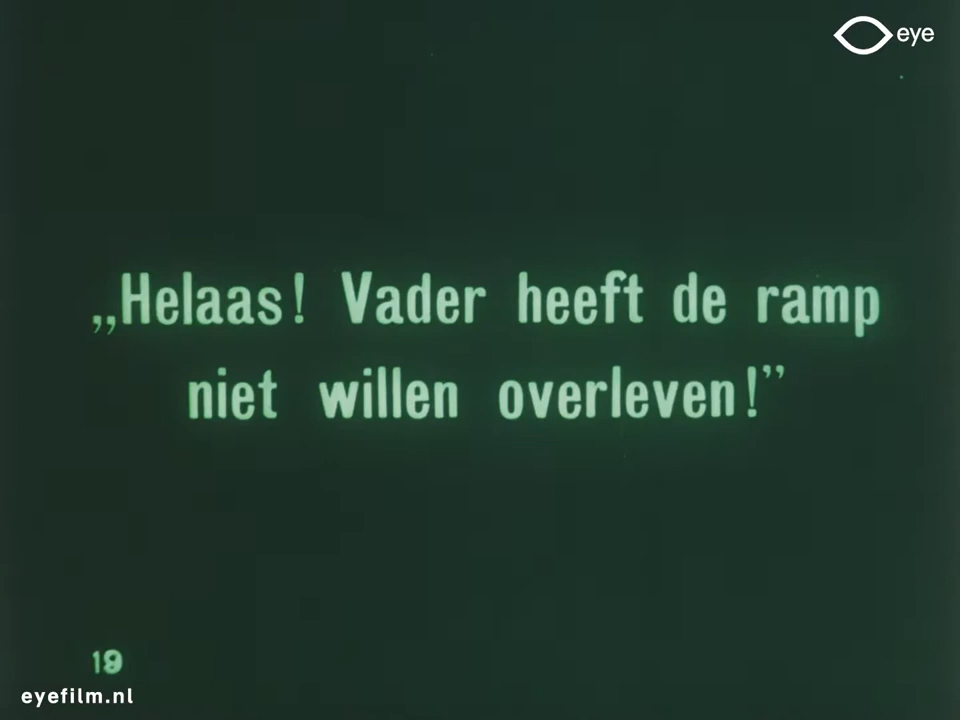 eye
„Helaas! Vader heeft de ramp
niet willen overleven!”
19
eyefilm.nl